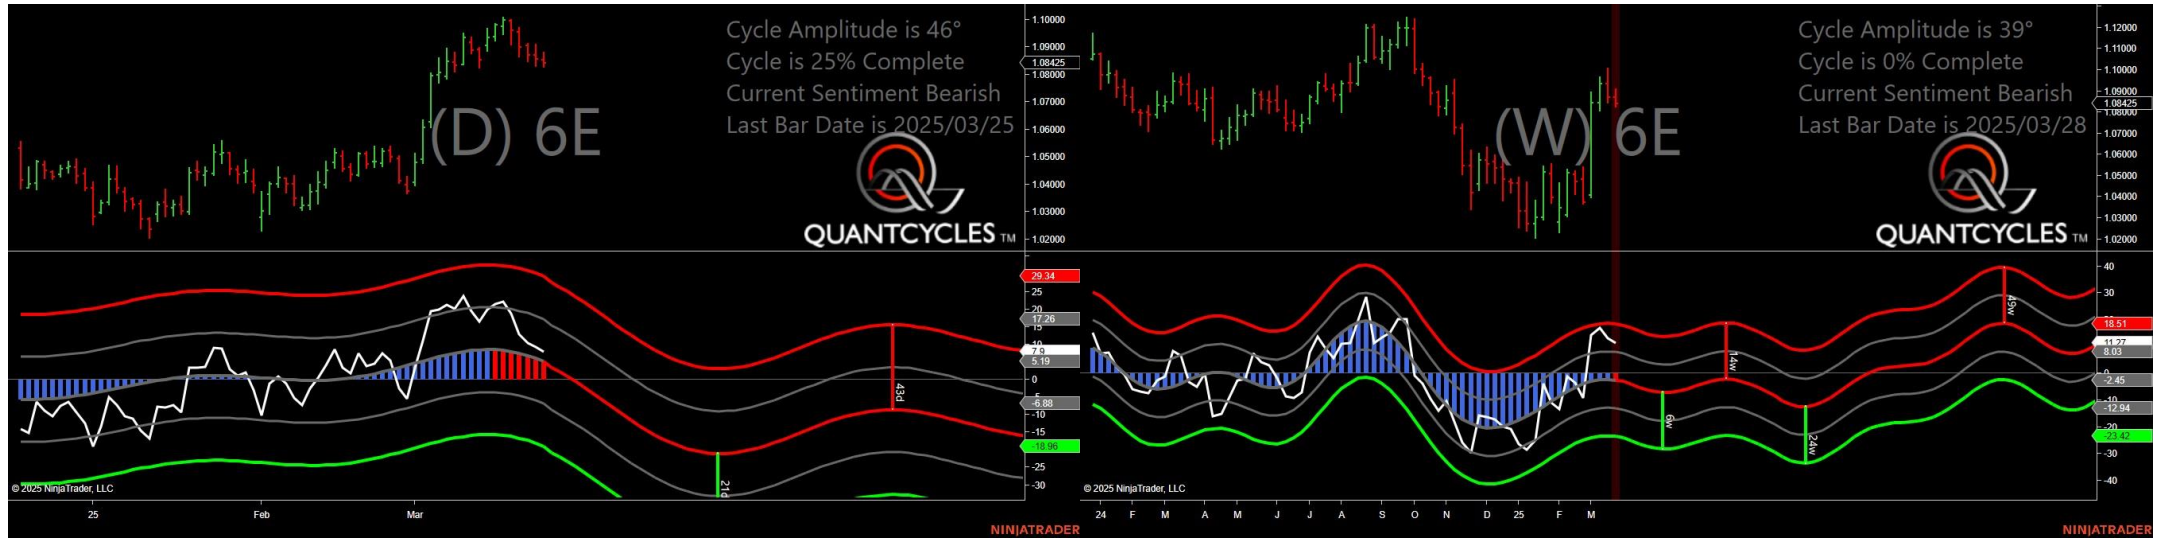 Cycle Amplitude is 46°
Cycle is 25% Complete
Current Sentiment Bearish
Last Bar Date is 2025/03/25
(D) 6E
QUANTCYCLES TM
1.10000
1.09000
1.08425
1.08000
1.07000
1.06000
1.05000
1.04000
1.03000
1.02000
29.34
25
17.26
15
10
7.9
5.19
0
-5
-6.88
-10
-15
-18.96
-25
-30
43d
21d
© 2025 NinjaTrader, LLC
25
Feb
Mar
NINJATRADER
Cycle Amplitude is 39°
Cycle is 0% Complete
Current Sentiment Bearish
Last Bar Date is 2025/03/28
(W) 6E
QUANTCYCLES TM
1.12000
1.11000
1.10000
1.09000
1.08425
1.07000
1.06000
1.05000
1.04000
1.03000
1.02000
40
30
18.51
11.27
8.03
0
-2.45
-10
-12.94
-20
-23.42
-30
-40
49w
14w
6w
24w
© 2025 NinjaTrader, LLC
24 F M A M J J A S O N D 25 F M
NINJATRADER